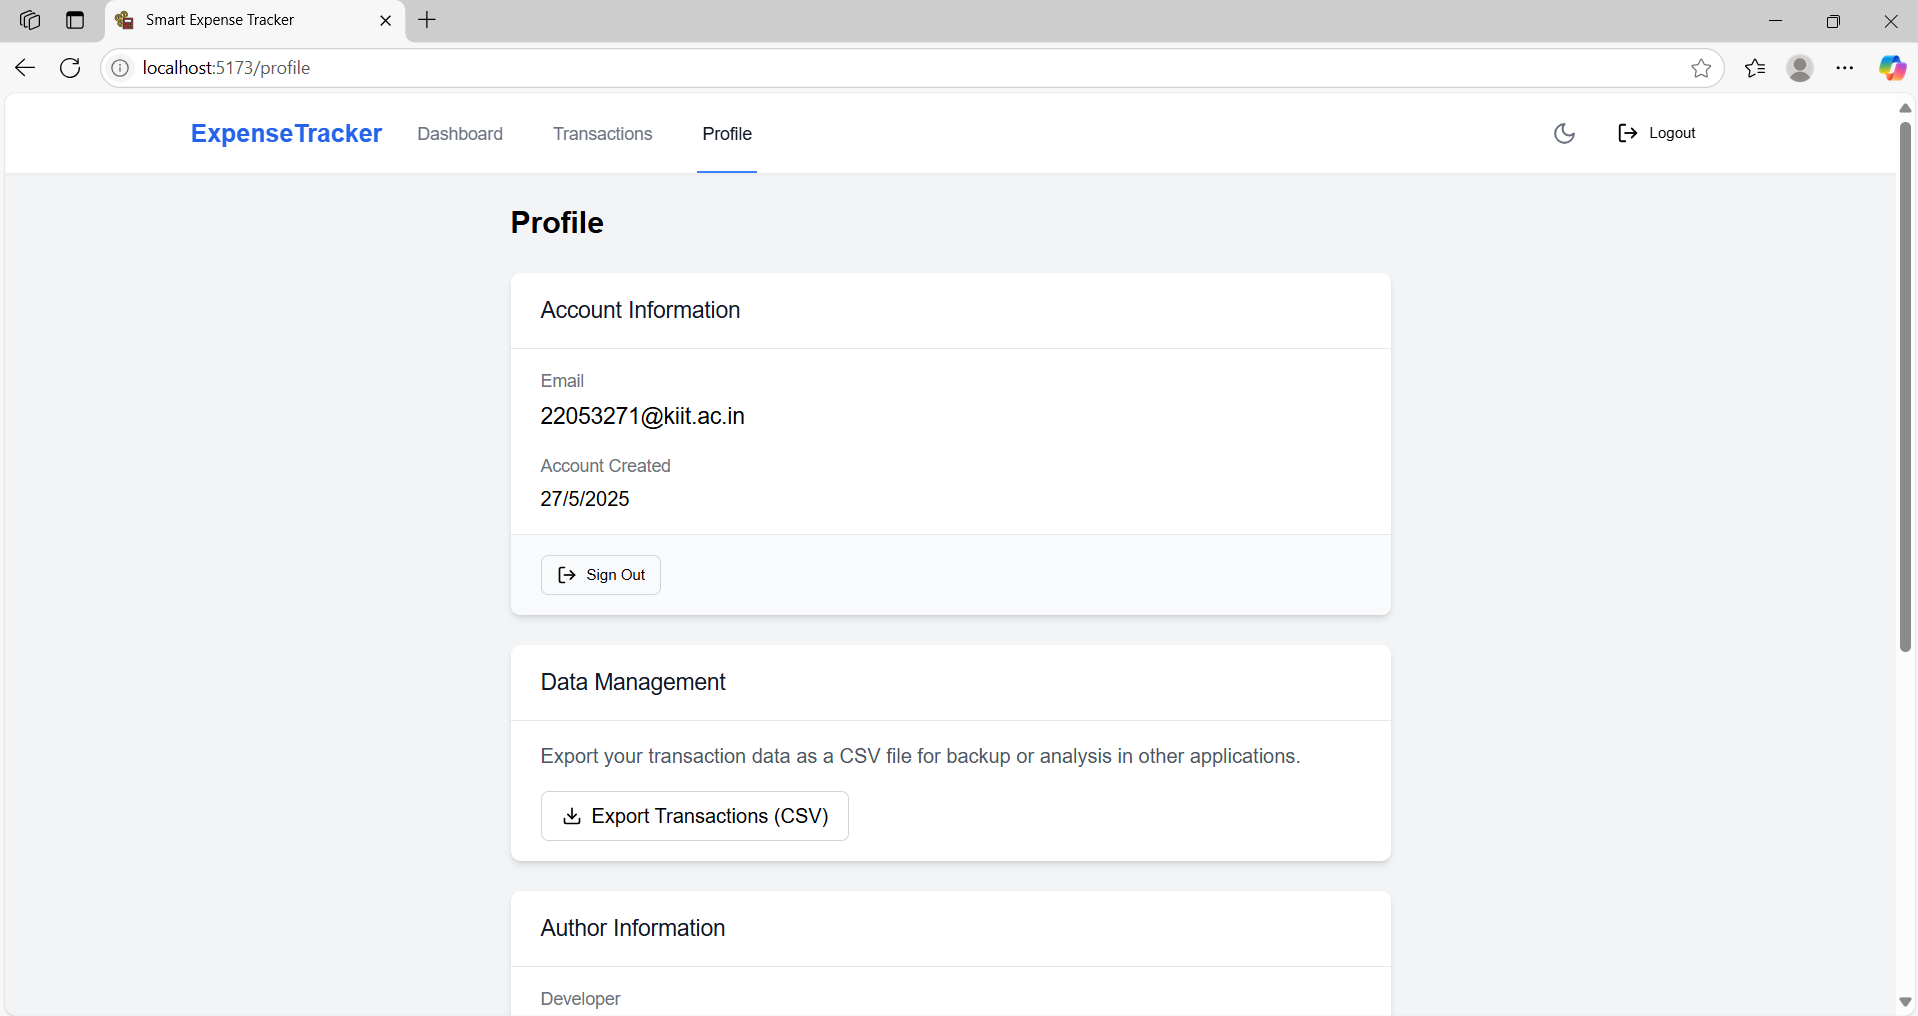 Smart Expense Tracker
localhost:5173/profile
ExpenseTracker Dashboard Transactions Profile Logout
Profile
Account Information
Email
22053271@kiit.ac.in
Account Created
27/5/2025
Sign Out
Data Management
Export your transaction data as a CSV file for backup or analysis in other applications.
Export Transactions (CSV)
Author Information
Developer